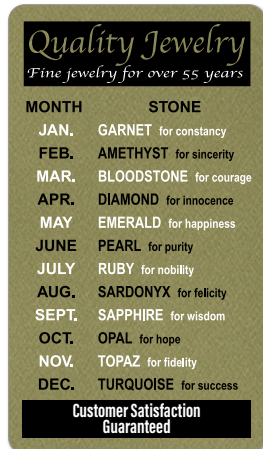 Quality Jewelry
Fine jewelry for over 55 years
MONTH STONE
JAN. GARNET for constancy
FEB. AMETHYST for sincerity
MAR. BLOODSTONE for courage
APR. DIAMOND for innocence
MAY EMERALD for happiness
JUNE PEARL for purity
JULY RUBY for nobility
AUG. SARDONYX for felicity
SEPT. SAPPHIRE for wisdom
OCT. OPAL for hope
NOV. TOPAZ for fidelity
DEC. TURQUOISE for success
Customer Satisfaction
Guaranteed